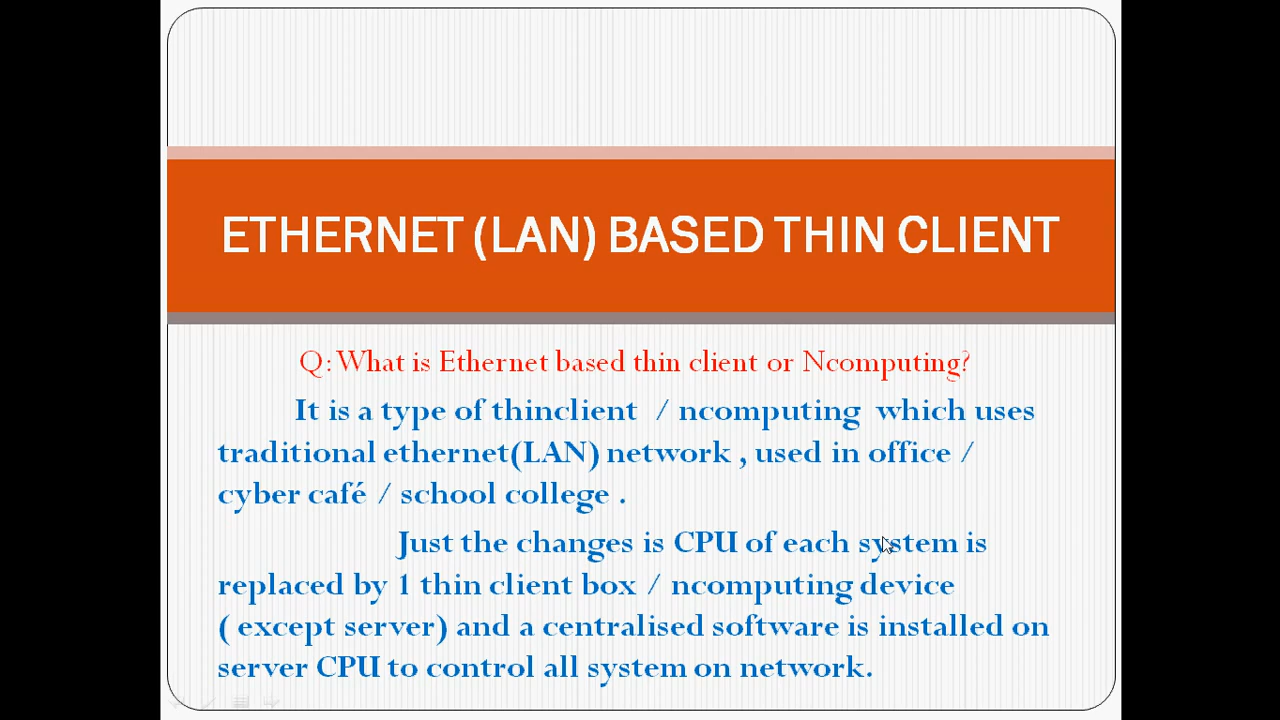 ETHERNET (LAN) BASED THIN CLIENT
Q: What is Ethernet based thin client or Ncomputing?
It is a type of thinclient / ncomputing which uses
traditional ethernet(LAN) network , used in office /
cyber café / school college .
Just the changes is CPU of each system is
replaced by 1 thin client box / ncomputing device
( except server) and a centralised software is installed on
server CPU to control all system on network.